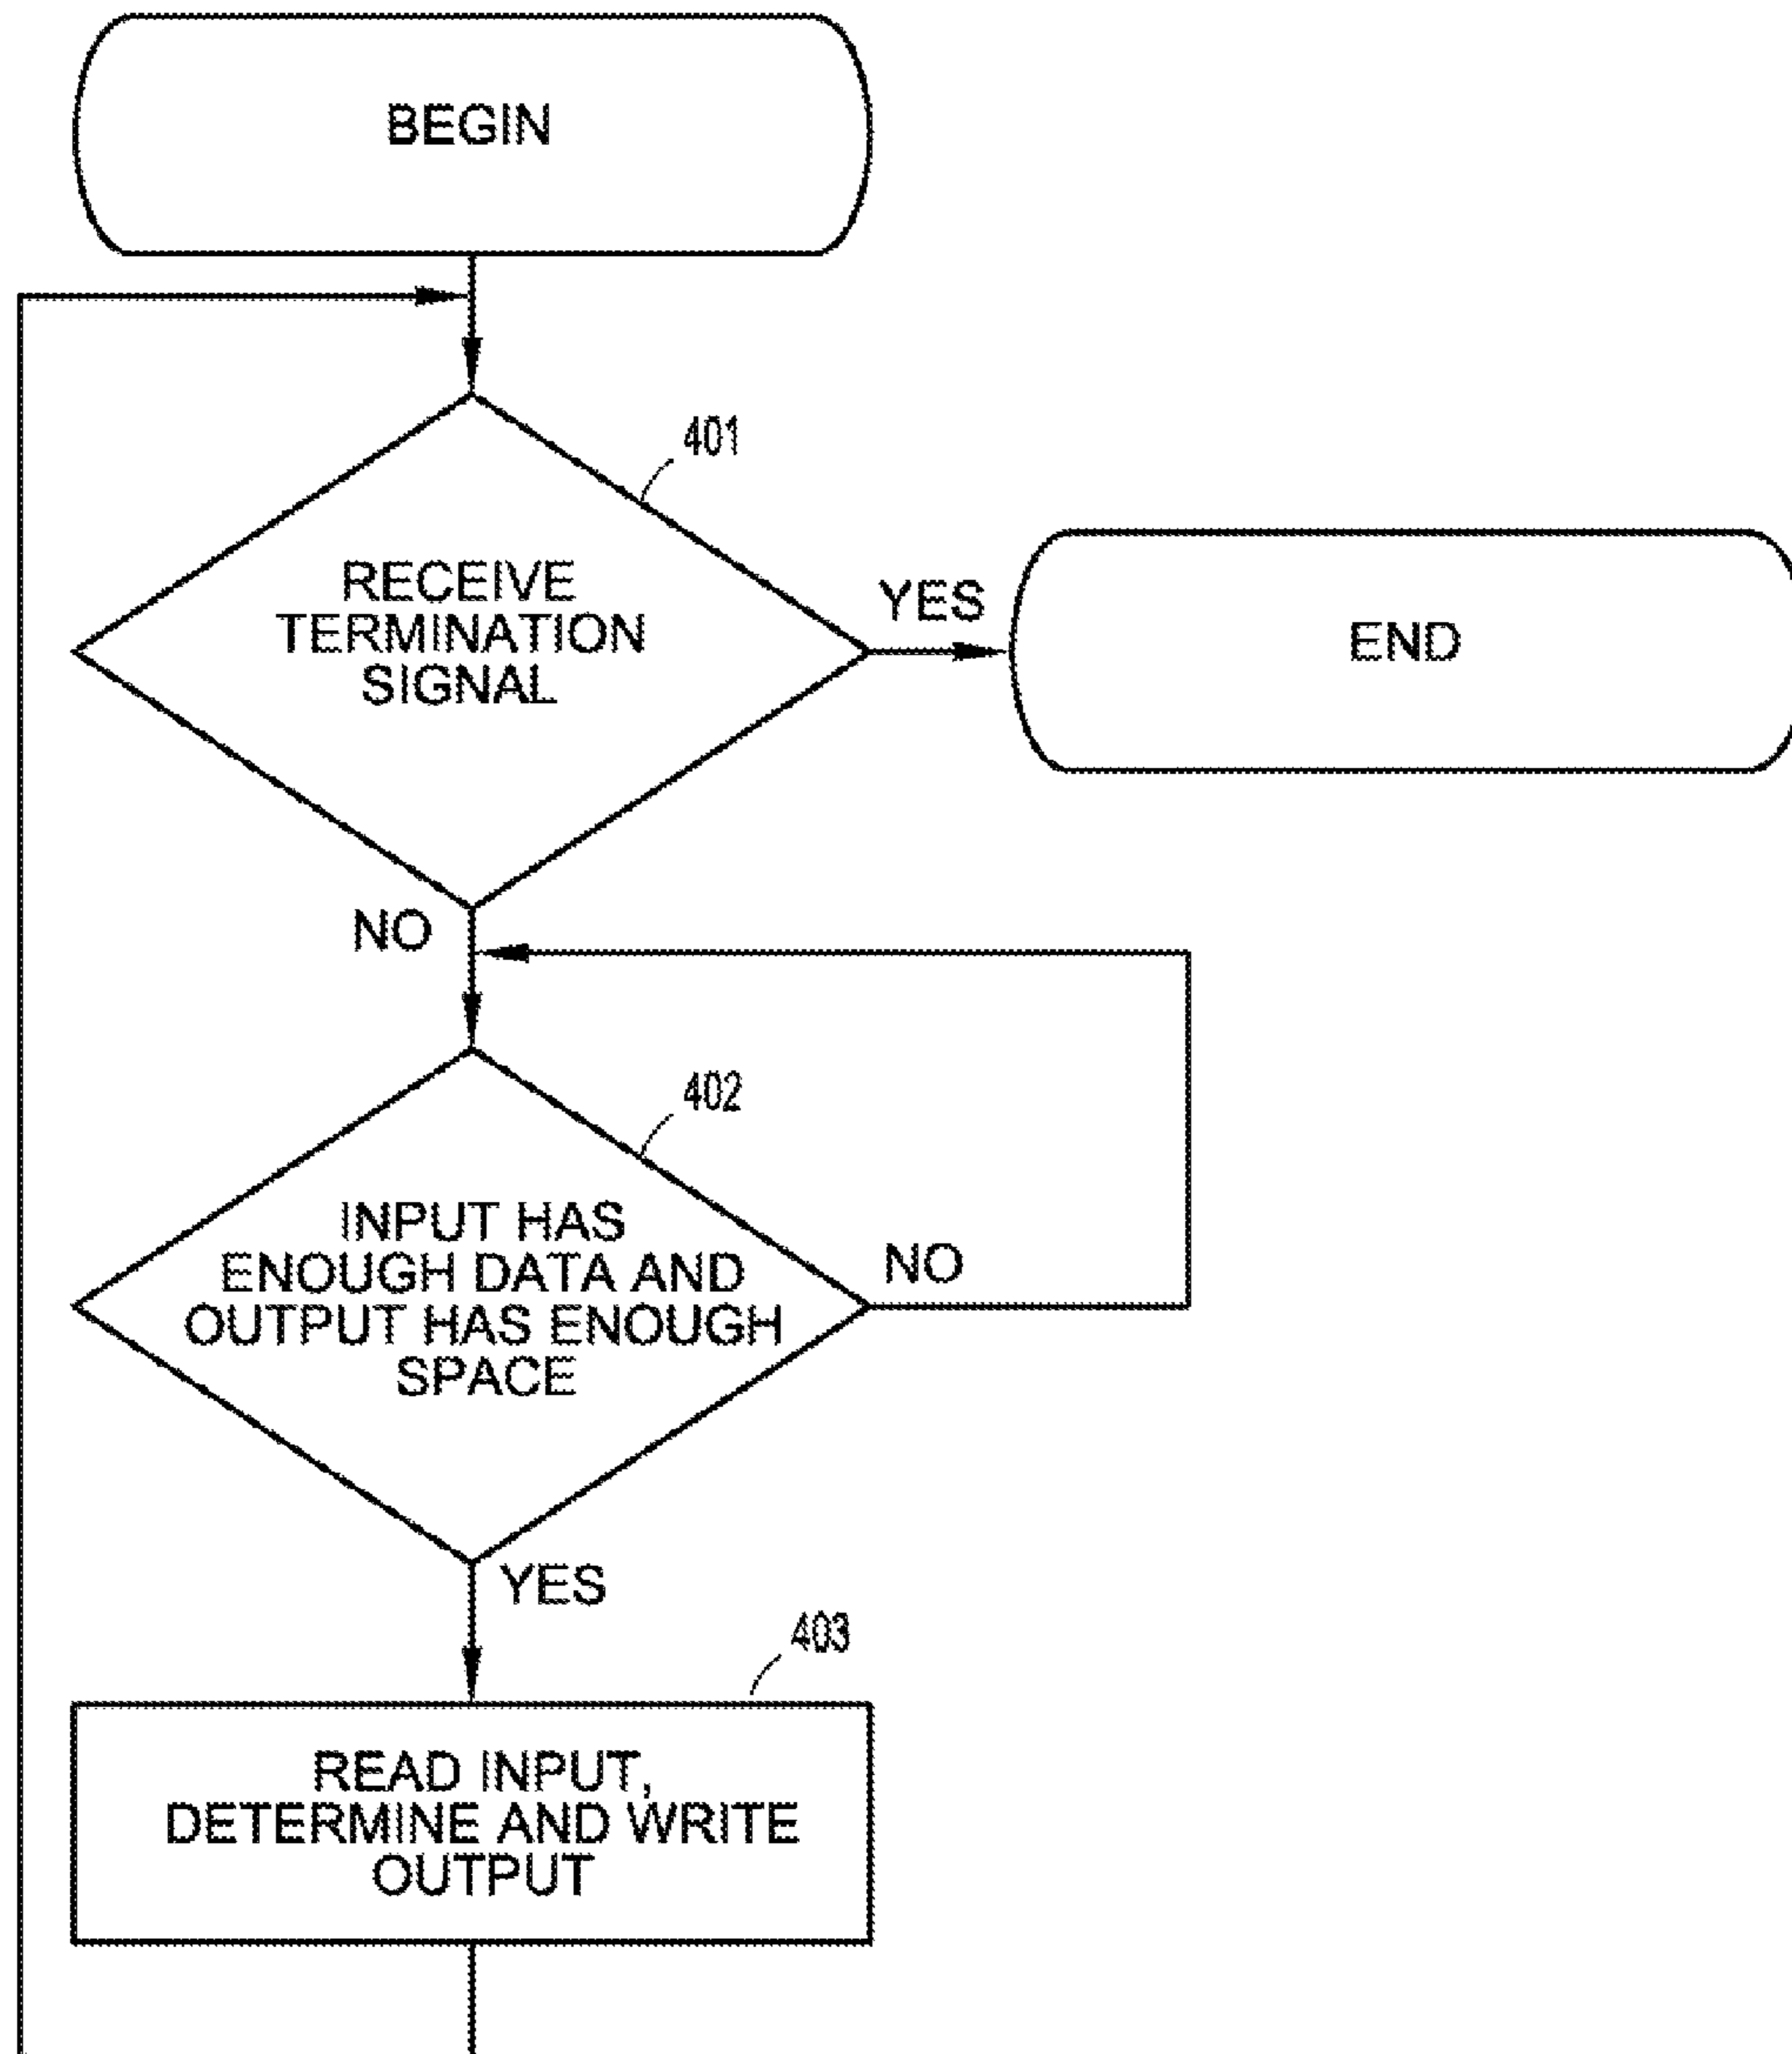 BEGIN
401
RECEIVE
TERMINATION
SIGNAL
YES
END
NO
402
INPUT HAS
ENOUGH DATA AND
OUTPUT HAS ENOUGH
SPACE
NO
YES
403
READ INPUT,
DETERMINE AND WRITE
OUTPUT